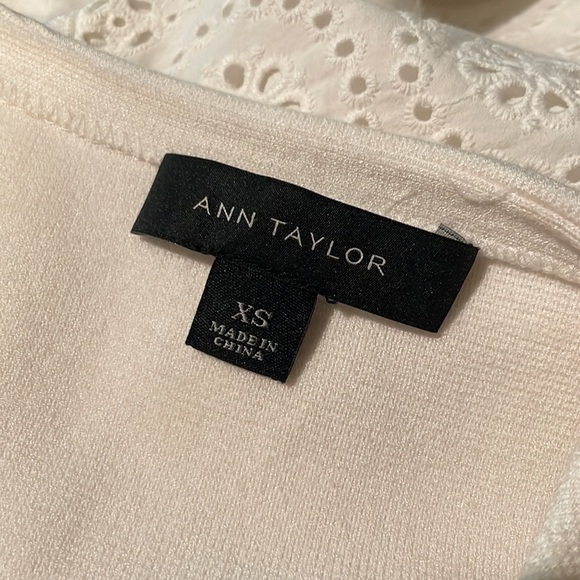 ANN TAYLOR
XS
MADE IN
CHINA